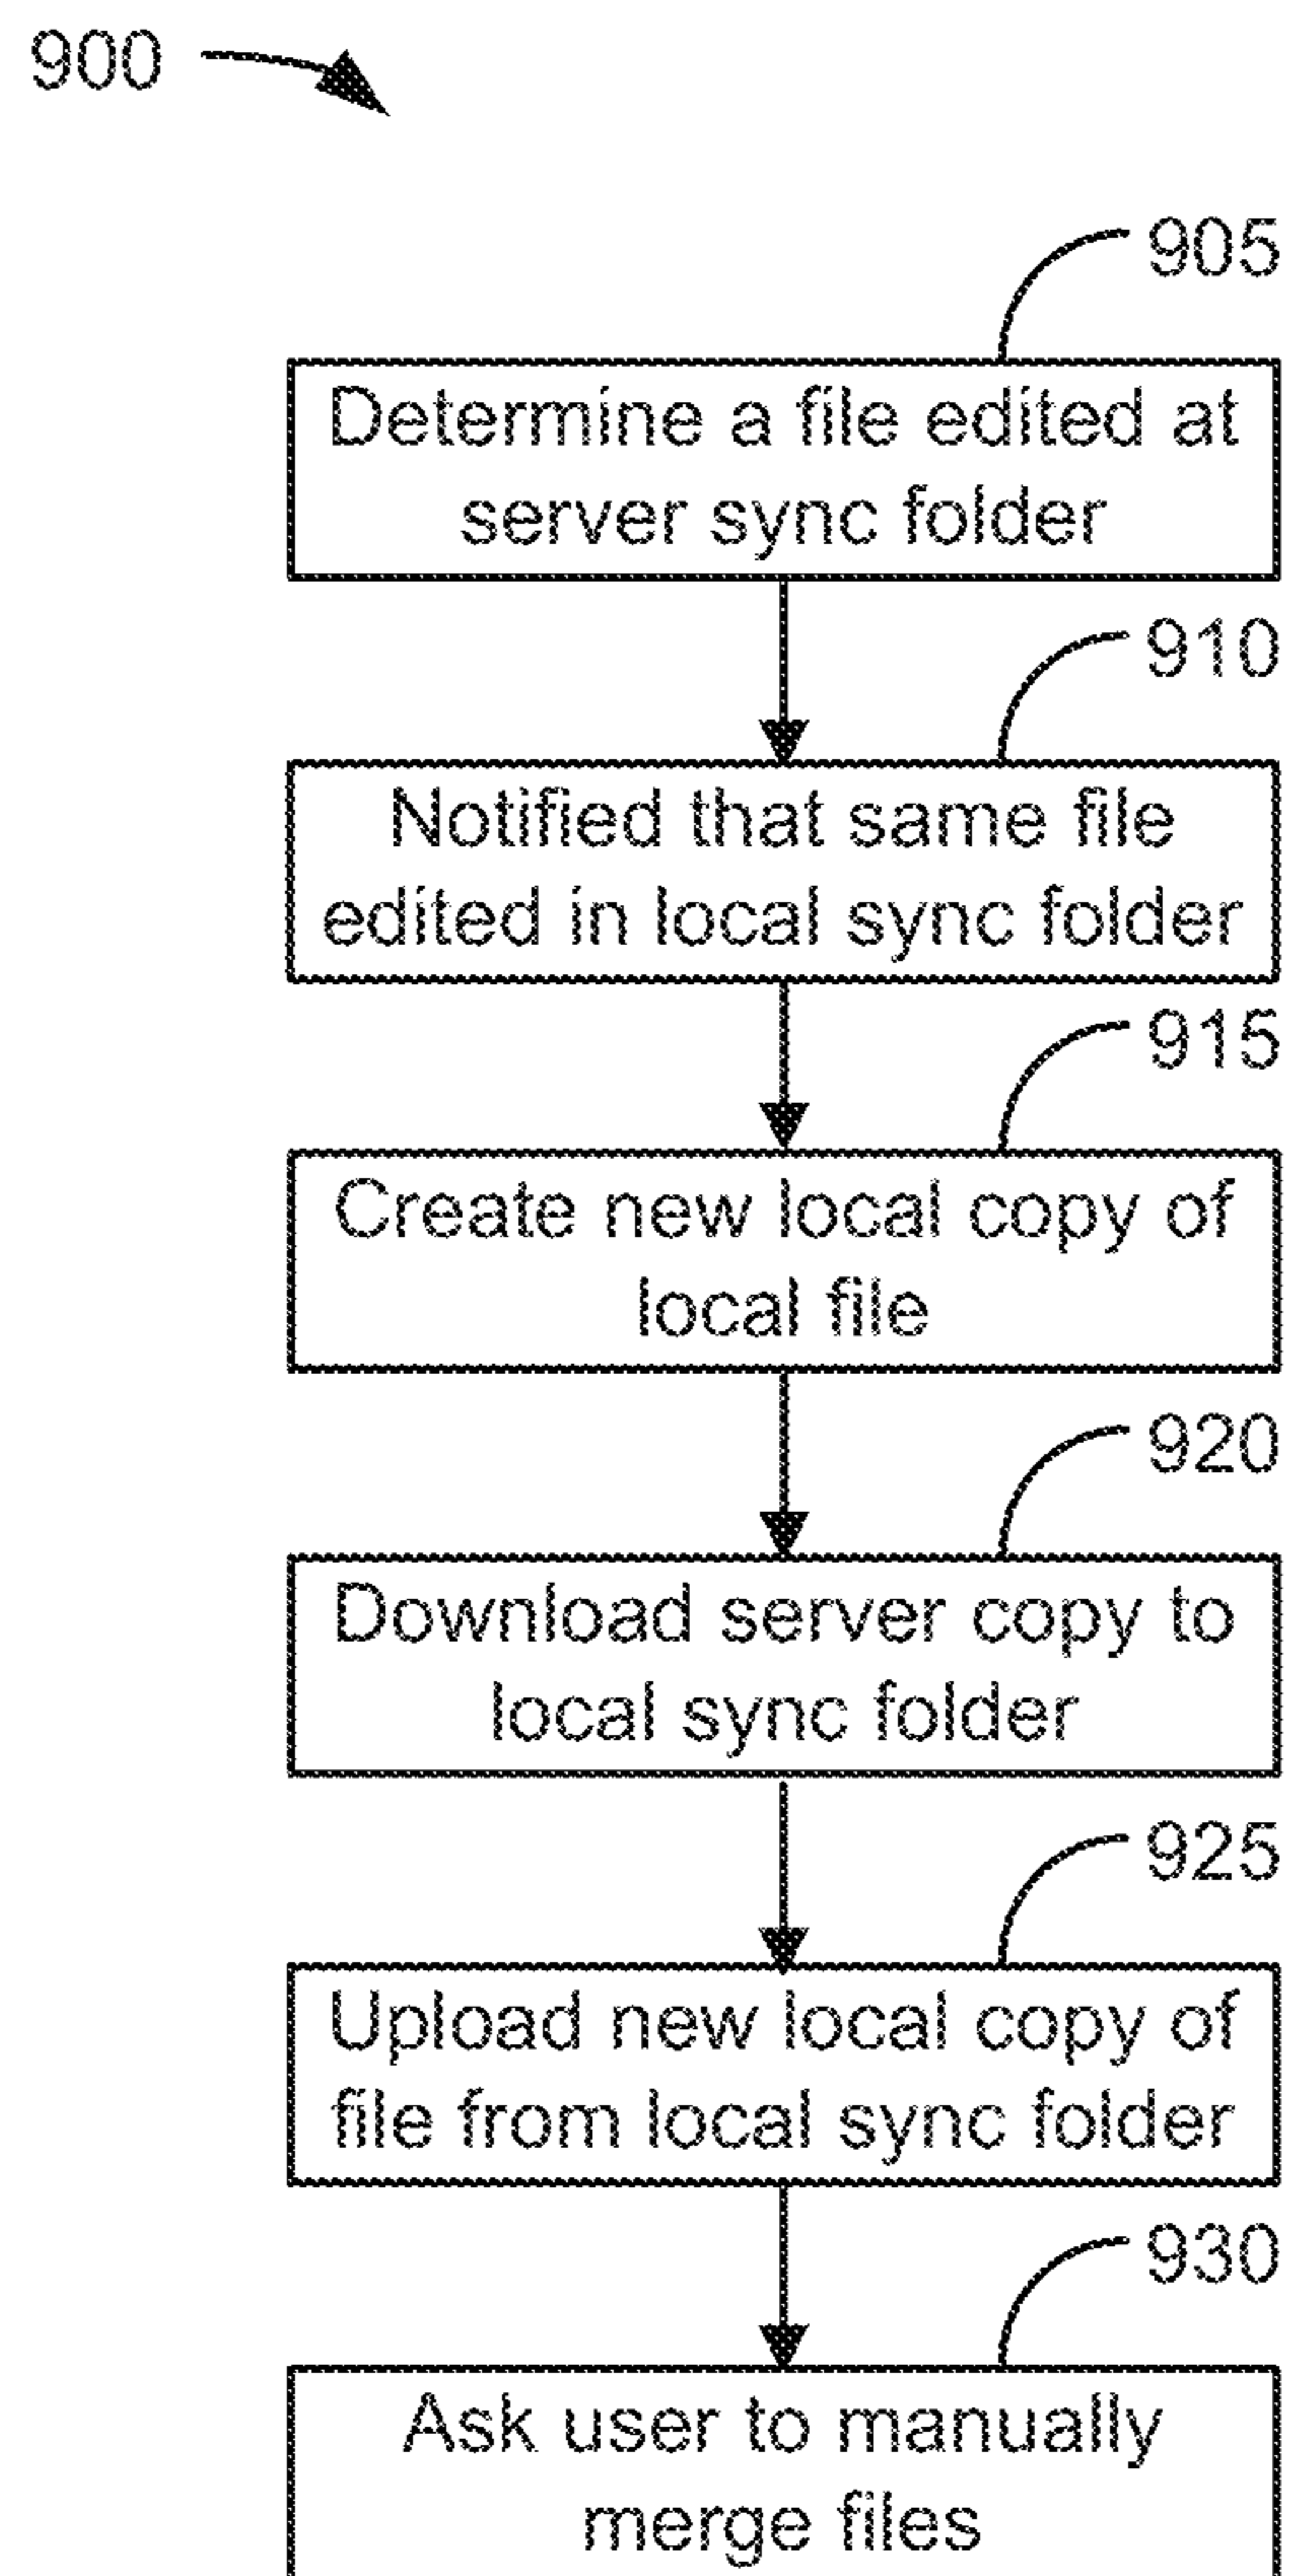 900
905
Determine a file edited at
server sync folder
910
Notified that same file
edited in local sync folder
915
Create new local copy of
local file
920
Download server copy to
local sync folder
925
Upload new local copy of
file from local sync folder
930
Ask user to manually
merge files